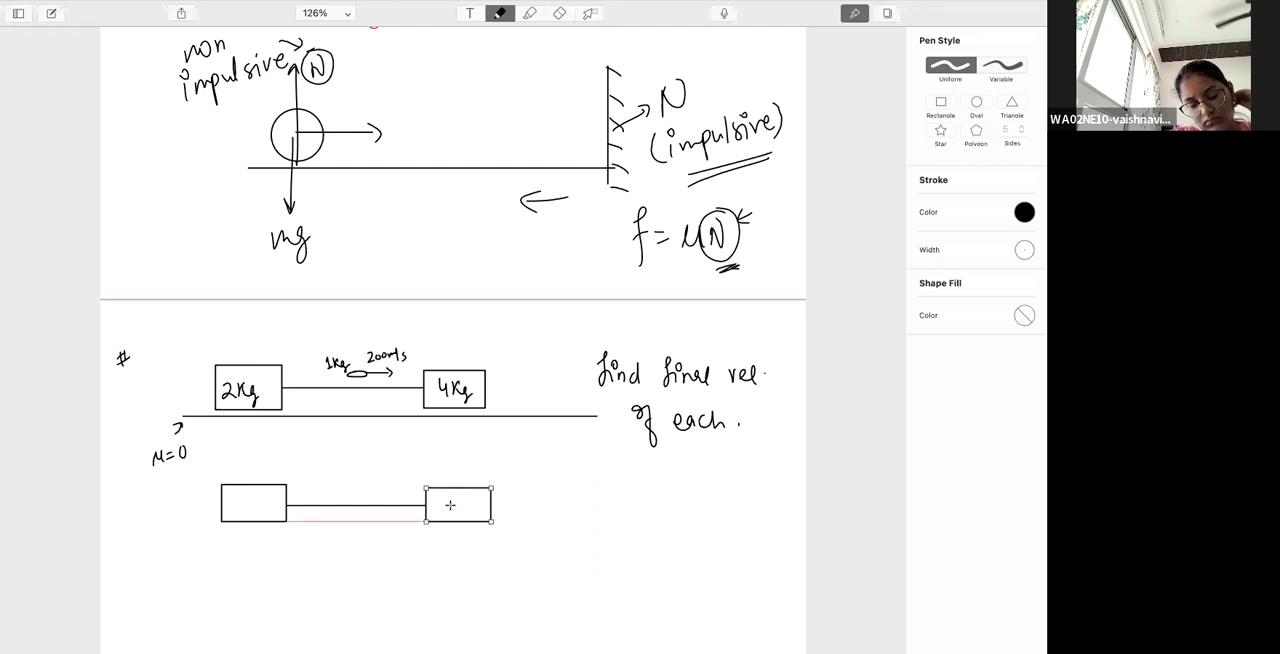 126%
T
non
impulsive
N
mg
N
(impulsive)
f = μN
#
2Kg
1Kg
200m/s
4Kg
find final vel.
of each.
μ=0
Pen Style
Uniform
Variable
Rectangle
Oval
Triangle
Star
Polygon
5
Sides
Stroke
Color
Width
Shape Fill
Color
WA02NE10-vaishnavi...